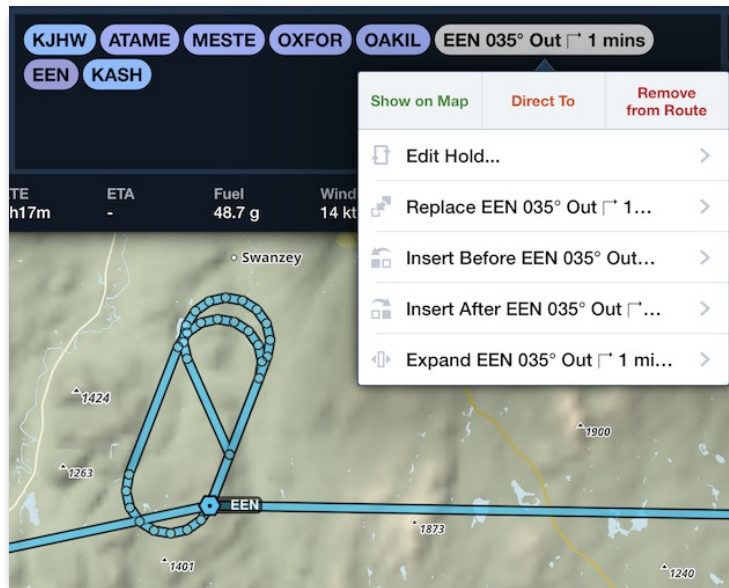 KJHW ATAME MESTE OXFOR OAKIL EEN 035° Out ↱ 1 mins
EEN KASH
Show on Map Direct To Remove from Route
Edit Hold...
Replace EEN 035° Out ↱ 1...
Insert Before EEN 035° Out...
Insert After EEN 035° Out ↱...
Expand EEN 035° Out ↱ 1 mi...
TE ETA Fuel Wind
h17m - 48.7 g 14 kt
Swanzey
1424
1900
1263
EEN
1873
1401
1240